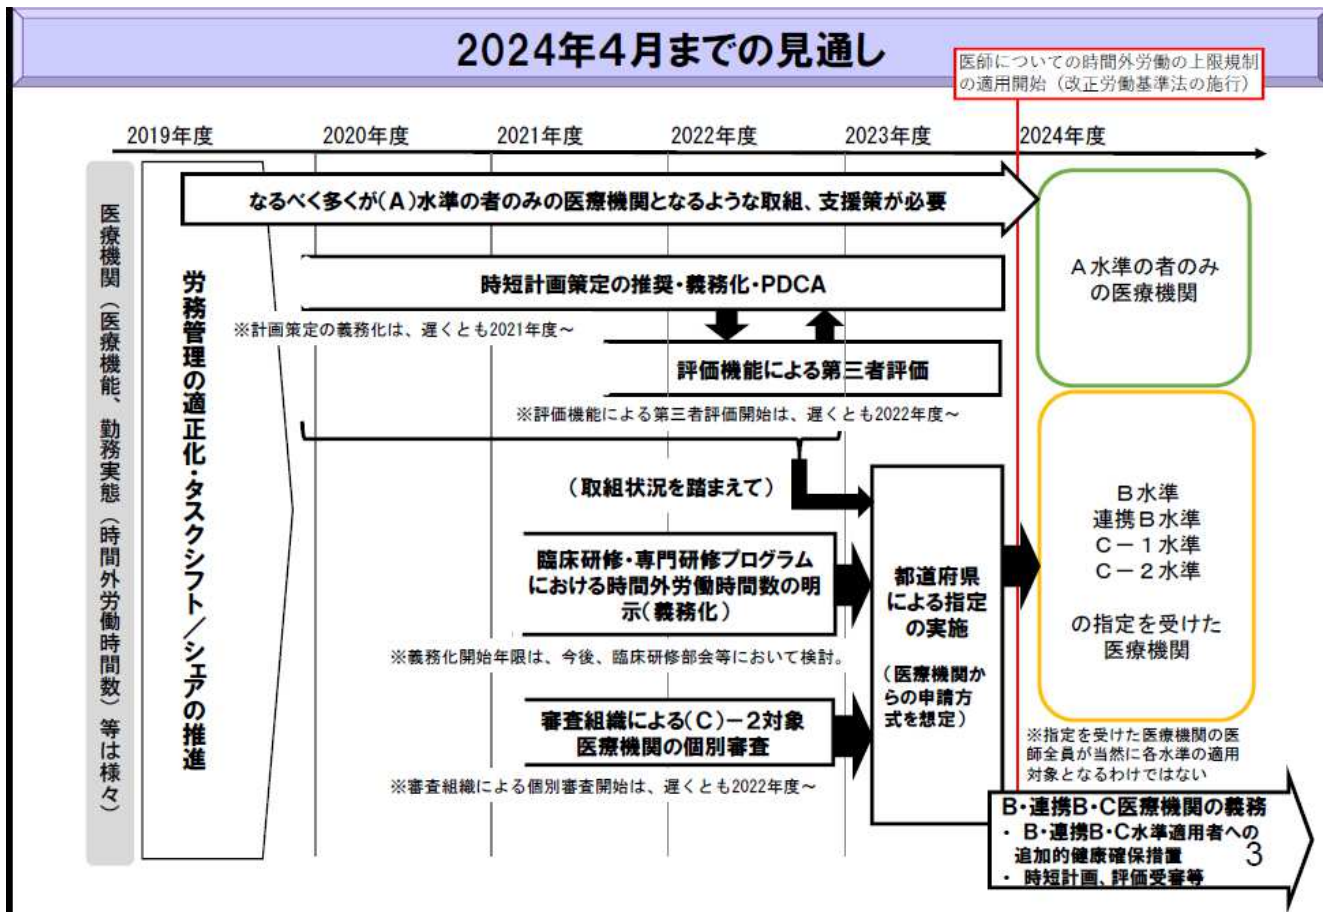 2024年4月までの見通し
医師についての時間外労働の上限規制
の適用開始（改正労働基準法の施行）
2019年度
2020年度
2021年度
2022年度
2023年度
2024年度
医療機関（医療機能、勤務実態（時間外労働時間数）等は様々）
労務管理の適正化・タスクシフト／シェアの推進
なるべく多くが(A)水準の者のみの医療機関となるような取組、支援策が必要
時短計画策定の推奨・義務化・PDCA
※計画策定の義務化は、遅くとも2021年度～
評価機能による第三者評価
※評価機能による第三者評価開始は、遅くとも2022年度～
（取組状況を踏まえて）
臨床研修・専門研修プログラム
における時間外労働時間数の明
示（義務化）
※義務化開始年限は、今後、臨床研修部会等において検討。
審査組織による(C)－2対象
医療機関の個別審査
※審査組織による個別審査開始は、遅くとも2022年度～
都道府県
による指定
の実施
（医療機関か
らの申請方
式を想定）
A水準の者のみ
の医療機関
B水準
連携B水準
C－1水準
C－2水準
の指定を受けた
医療機関
※指定を受けた医療機関の医
師全員が当然に各水準の適用
対象となるわけではない
B・連携B・C医療機関の義務
・ B・連携B・C水準適用者への
追加的健康確保措置
・ 時短計画、評価受審等
3